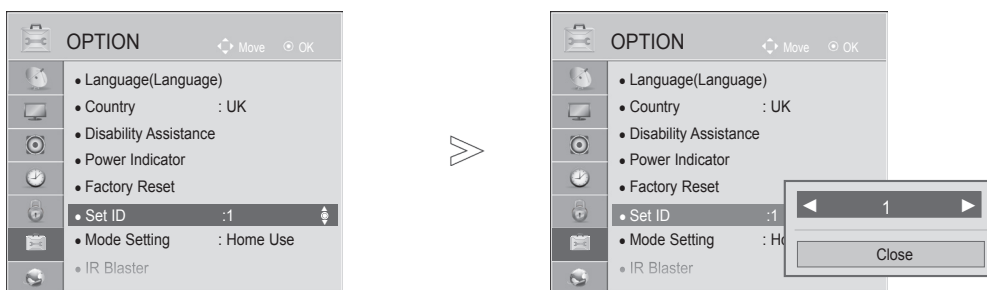 OPTION Move OK
• Language(Language)
• Country : UK
• Disability Assistance
• Power Indicator
• Factory Reset
• Set ID :1
• Mode Setting : Home Use
• IR Blaster
OPTION Move OK
• Language(Language)
• Country : UK
• Disability Assistance
• Power Indicator
• Factory Reset
• Set ID :1
• Mode Setting : Ho
• IR Blaster
◀ 1 ▶
Close